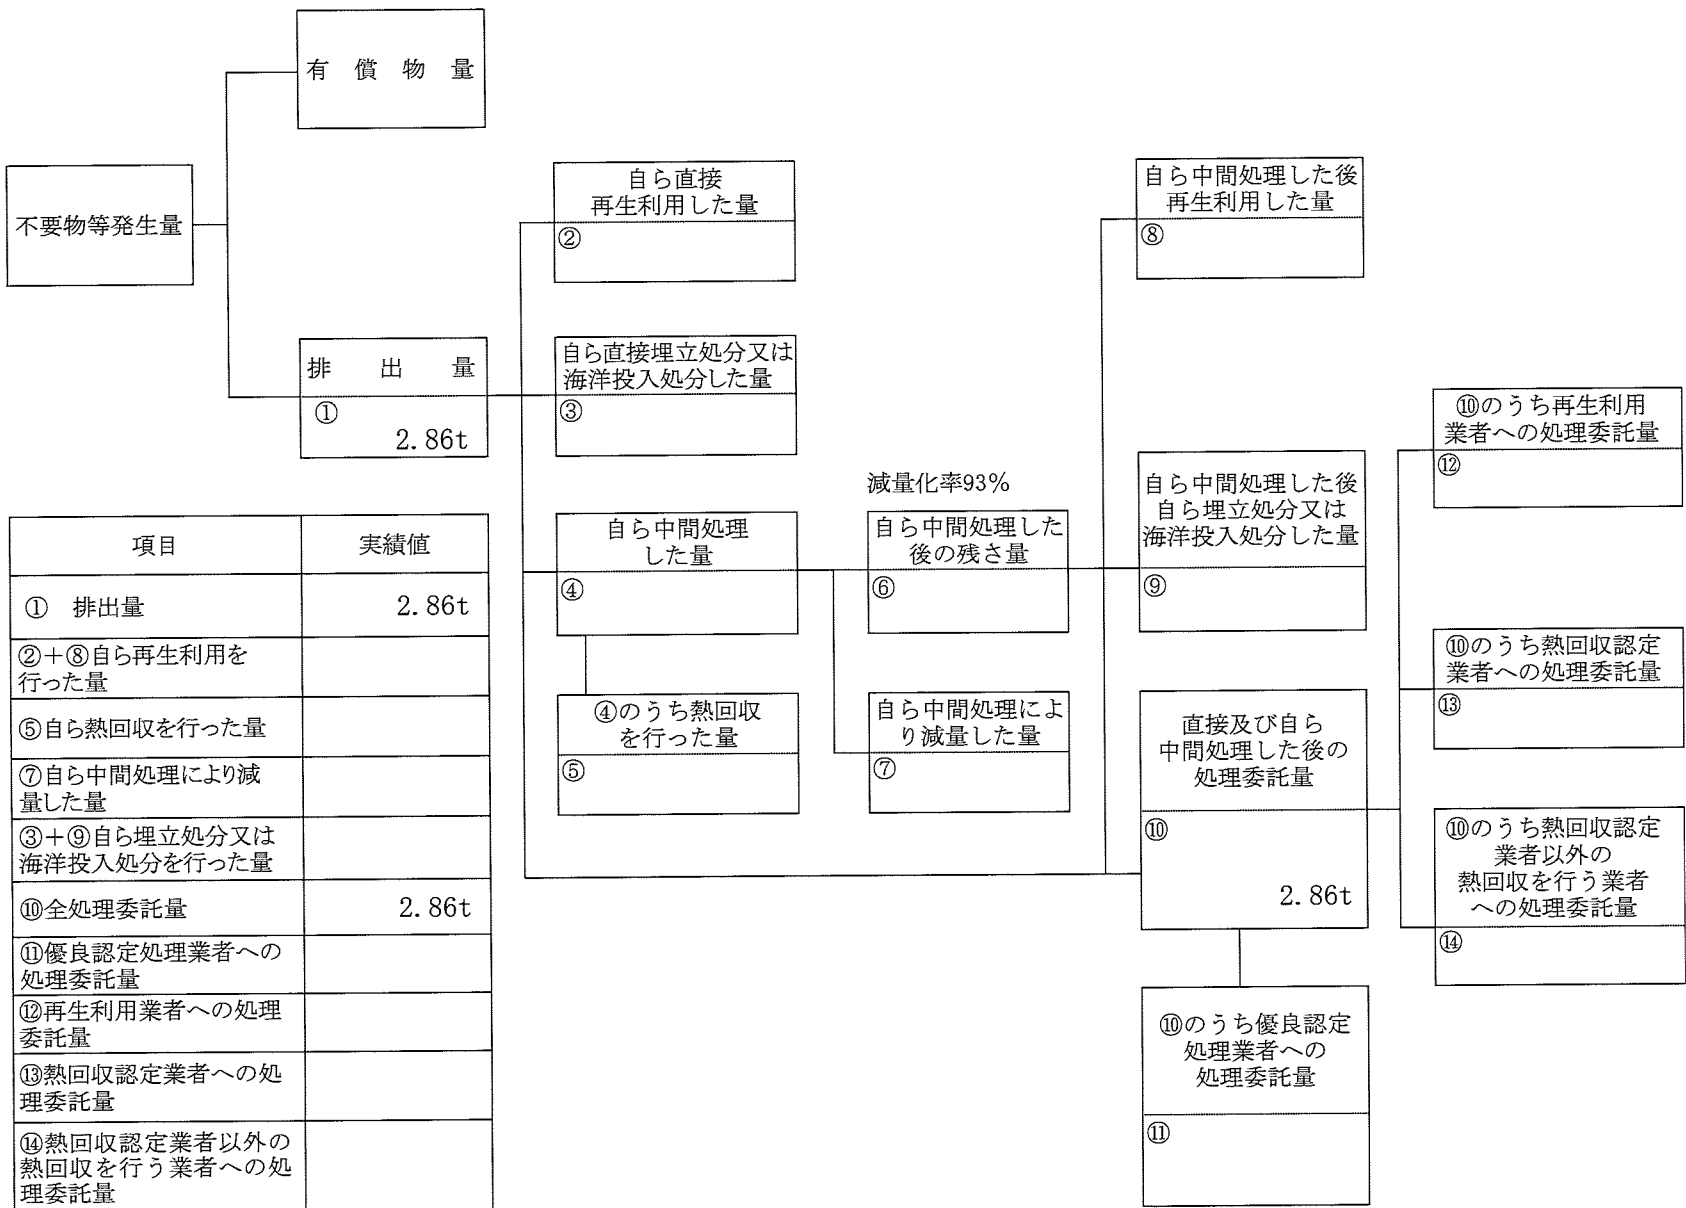 有償物量
不要物等発生量
排出量
①
2.86t
自ら直接
再生利用した量
②
自ら直接埋立処分又は
海洋投入処分した量
③
自ら中間処理
した量
④
④のうち熱回収
を行った量
⑤
減量化率93%
自ら中間処理した
後の残さ量
⑥
自ら中間処理によ
り減量した量
⑦
自ら中間処理した後
再生利用した量
⑧
自ら中間処理した後
自ら埋立処分又は
海洋投入処分した量
⑨
直接及び自ら
中間処理した後の
処理委託量
⑩
2.86t
⑩のうち優良認定
処理業者への
処理委託量
⑪
⑩のうち再生利用
業者への処理委託量
⑫
⑩のうち熱回収認定
業者への処理委託量
⑬
⑩のうち熱回収認定
業者以外の
熱回収を行う業者
への処理委託量
⑭
項目 実績値
① 排出量 2.86t
②+⑧自ら再生利用を
行った量
⑤自ら熱回収を行った量
⑦自ら中間処理により減
量した量
③+⑨自ら埋立処分又は
海洋投入処分を行った量
⑩全処理委託量 2.86t
⑪優良認定処理業者への
処理委託量
⑫再生利用業者への処理
委託量
⑬熱回収認定業者への処
理委託量
⑭熱回収認定業者以外の
熱回収を行う業者への処
理委託量